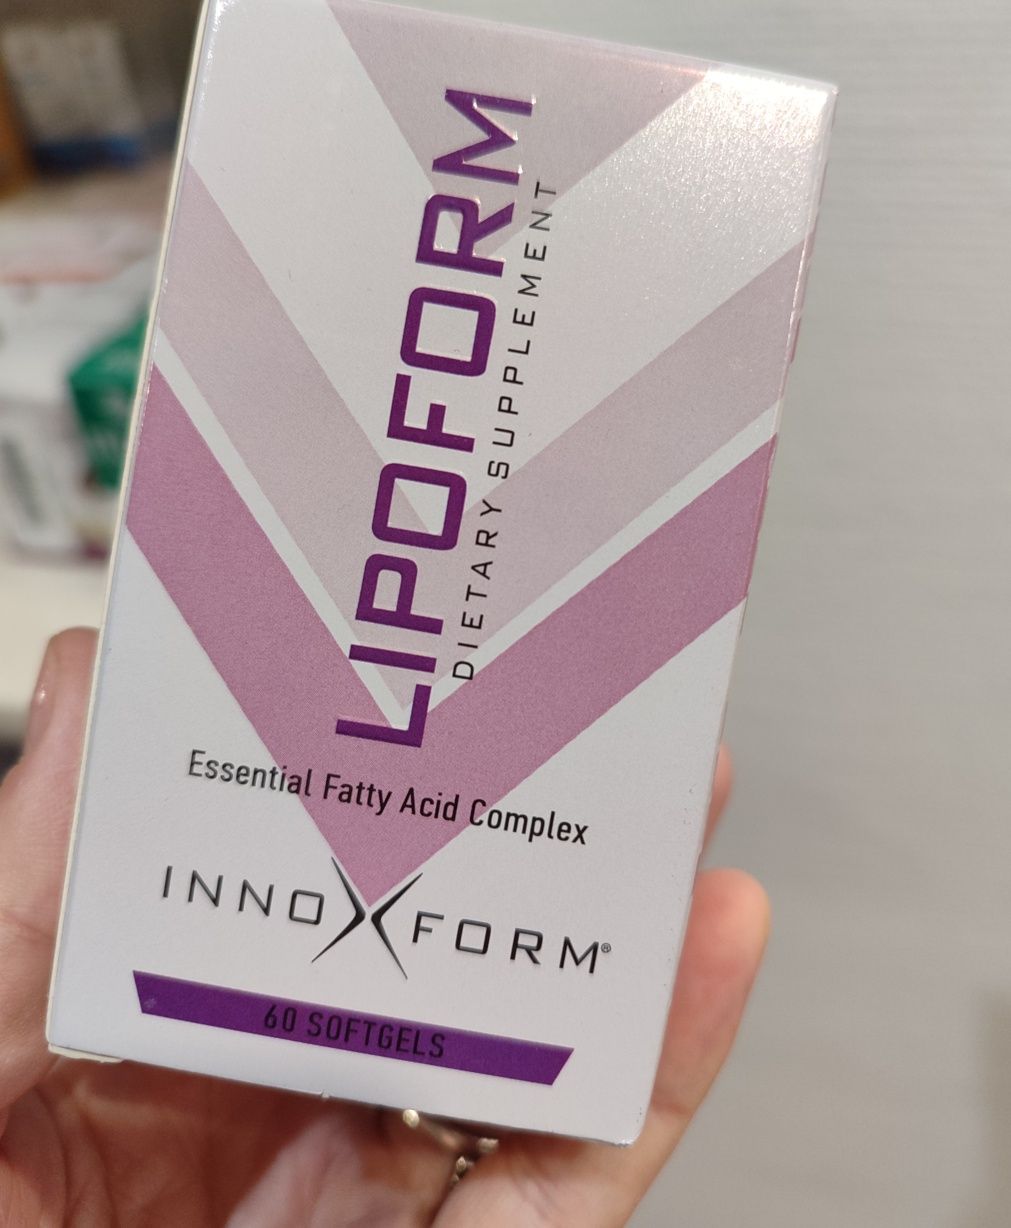 LIPOFORM
DIETARY SUPPLEMENT
Essential Fatty Acid Complex
INNOXFORM®
60 SOFTGELS